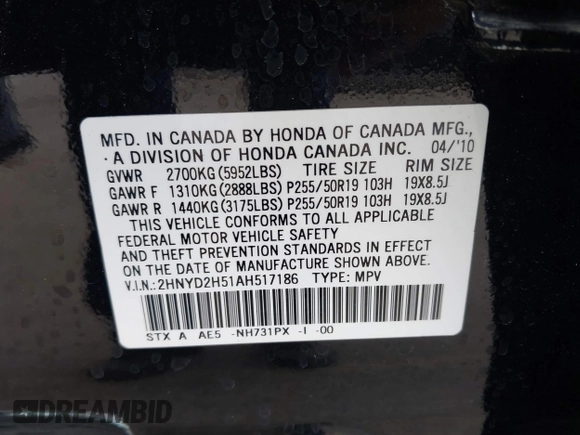 MFD. IN CANADA BY HONDA OF CANADA MFG.,
· A DIVISION OF HONDA CANADA INC. 04/'10
GVWR 2700KG (5952LBS) TIRE SIZE RIM SIZE
GAWR F 1310KG (2888LBS) P255/50R19 103H 19X8.5J
GAWR R 1440KG (3175LBS) P255/50R19 103H 19X8.5J
THIS VEHICLE CONFORMS TO ALL APPLICABLE
FEDERAL MOTOR VEHICLE SAFETY
AND THEFT PREVENTION STANDARDS IN EFFECT
ON THE DATE OF MANUFACTURE SHOWN ABOVE.
V.I.N.: 2HNYD2H51AH517186 TYPE: MPV
STX A AE5 -NH731PX -I -00
DREAMBID